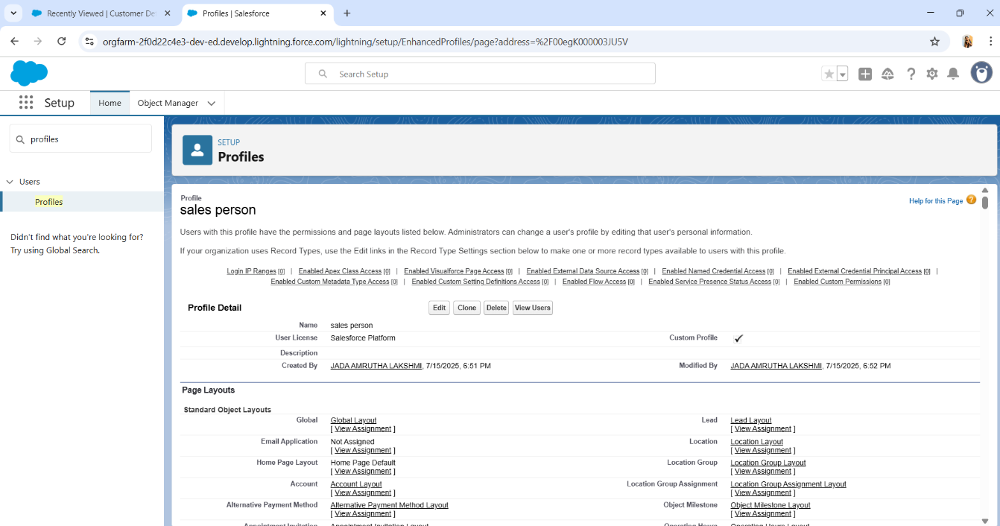 Recently Viewed | Customer De
Profiles | Salesforce
orgfarm-2f0d22c4e3-dev-ed.develop.lightning.force.com/lightning/setup/EnhancedProfiles/page?address=%2F00egK000003JU5V
Search Setup
Setup
Home
Object Manager
profiles
Users
Profiles
Didn't find what you're looking for?
Try using Global Search.
SETUP
Profiles
Profile
sales person
Help for this Page
Users with this profile have the permissions and page layouts listed below. Administrators can change a user's profile by editing that user's personal information.
If your organization uses Record Types, use the Edit links in the Record Type Settings section below to make one or more record types available to users with this profile.
Login IP Ranges [0] | Enabled Apex Class Access [0] | Enabled Visualforce Page Access [0] | Enabled External Data Source Access [0] | Enabled Named Credential Access [0] | Enabled External Credential Principal Access [0] |
Enabled Custom Metadata Type Access [0] | Enabled Custom Setting Definitions Access [0] | Enabled Flow Access [0] | Enabled Service Presence Status Access [0] | Enabled Custom Permissions [0]
Profile Detail Edit Clone Delete View Users
Name sales person
User License Salesforce Platform Custom Profile
Description
Created By JADA AMRUTHA LAKSHMI, 7/15/2025, 6:51 PM Modified By JADA AMRUTHA LAKSHMI, 7/15/2025, 6:52 PM
Page Layouts
Standard Object Layouts
Global Global Layout Lead Lead Layout
[ View Assignment ] [ View Assignment ]
Email Application Not Assigned Location Location Layout
[ View Assignment ] [ View Assignment ]
Home Page Layout Home Page Default Location Group Location Group Layout
[ View Assignment ] [ View Assignment ]
Account Account Layout Location Group Assignment Location Group Assignment Layout
[ View Assignment ] [ View Assignment ]
Alternative Payment Method Alternative Payment Method Layout Object Milestone Object Milestone Layout
[ View Assignment ] [ View Assignment ]
Appointment Invitation Appointment Invitation Layout Operating Hours Operating Hours Layout